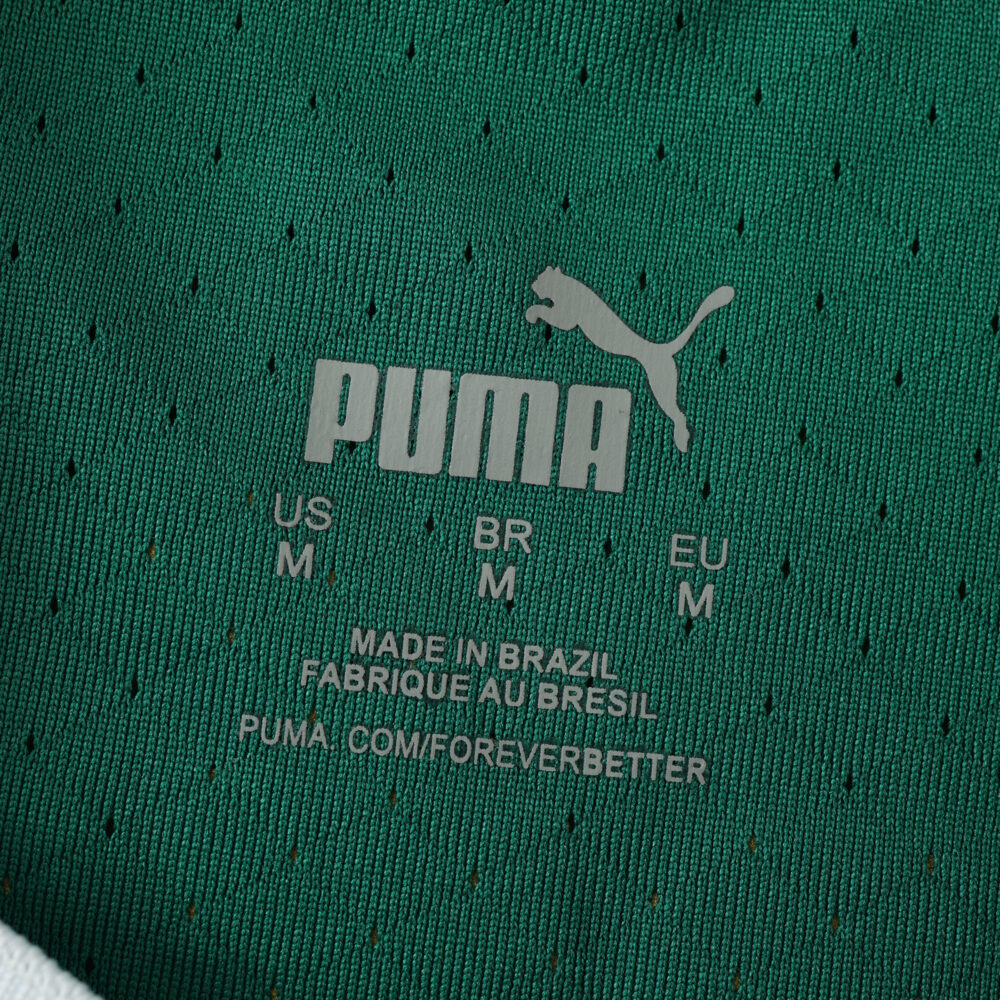 PUMA
US BR EU
M M M
MADE IN BRAZIL
FABRIQUE AU BRESIL
PUMA. COM/FOREVERBETTER